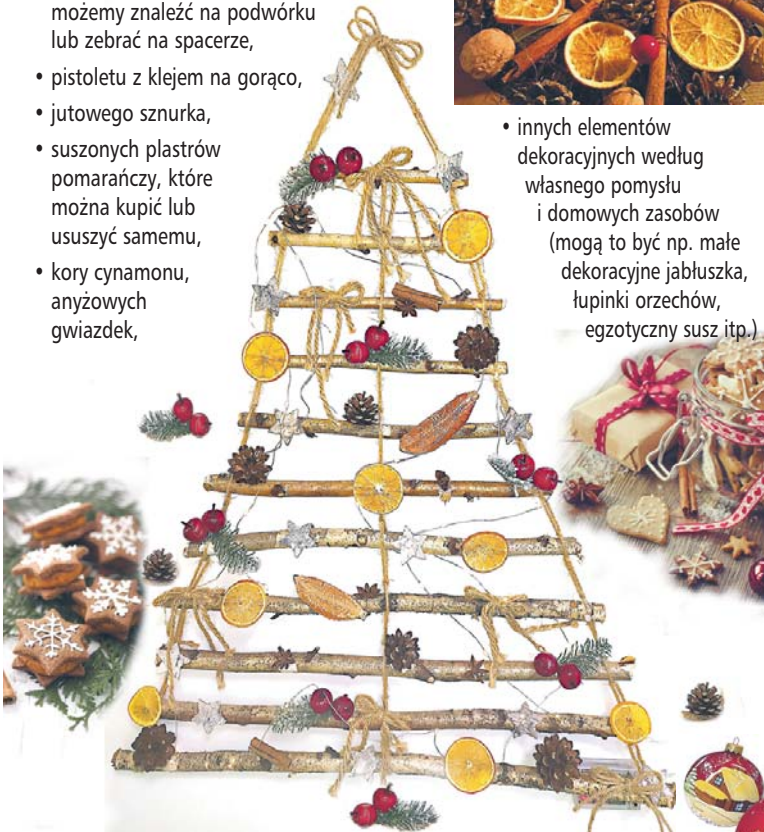 możemy znaleźć na podwórku
lub zebrać na spacerze,
• pistoletu z klejem na gorąco,
• jutowego sznurka,
• suszonych plastrów
pomarańczy, które
można kupić lub
ususzyć samemu,
• kory cynamonu,
anyżowych
gwiazdek,
• innych elementów
dekoracyjnych według
własnego pomysłu
i domowych zasobów
(mogą to być np. małe
dekoracyjne jabłuszka,
łupinki orzechów,
egzotyczny susz itp.)